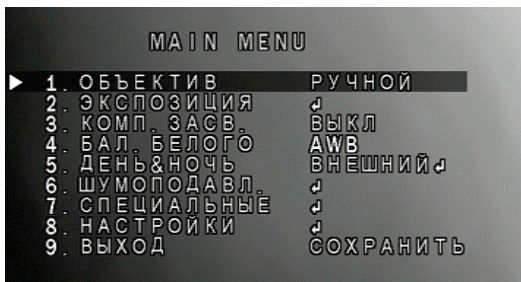 MAIN MENU
1. ОБЪЕКТИВ РУЧНОЙ
2. ЭКСПОЗИЦИЯ ↲
3. КОМП. ЗАСВ. ВЫКЛ
4. БАЛ. БЕЛОГО AWB
5. ДЕНЬ&НОЧЬ ВНЕШНИЙ↲
6. ШУМОПОДАВЛ. ↲
7. СПЕЦИАЛЬНЫЕ ↲
8. НАСТРОЙКИ ↲
9. ВЫХОД СОХРАНИТЬ